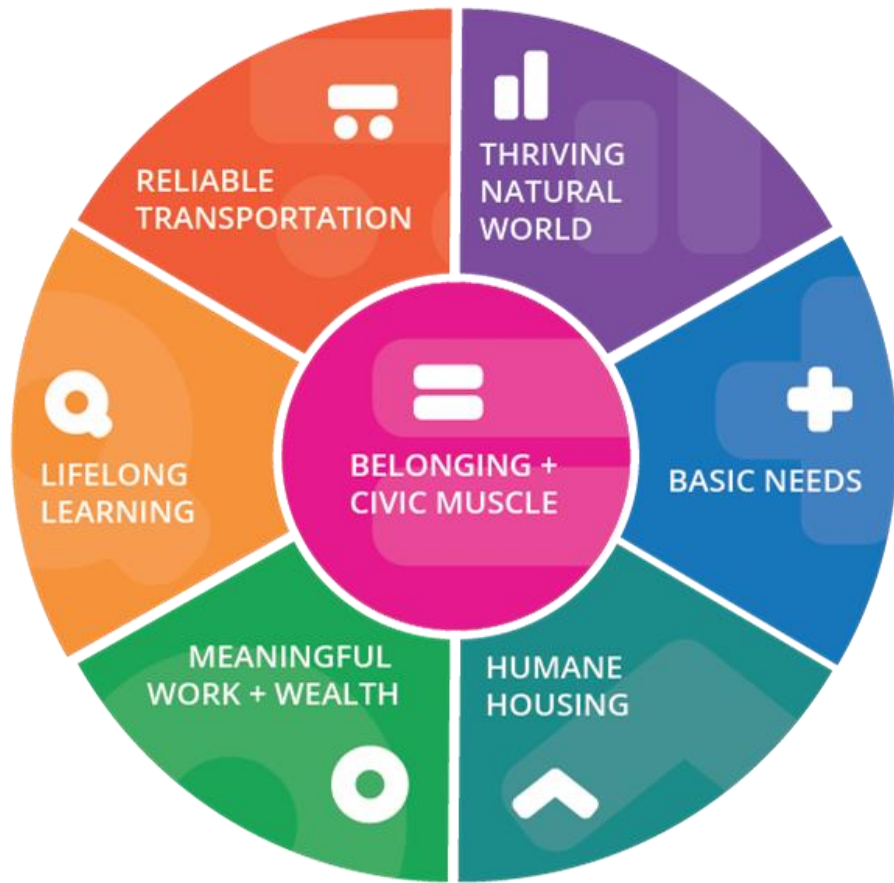 RELIABLE
TRANSPORTATION
THRIVING
NATURAL
WORLD
LIFELONG
LEARNING
BELONGING +
CIVIC MUSCLE
BASIC NEEDS
MEANINGFUL
WORK + WEALTH
HUMANE
HOUSING